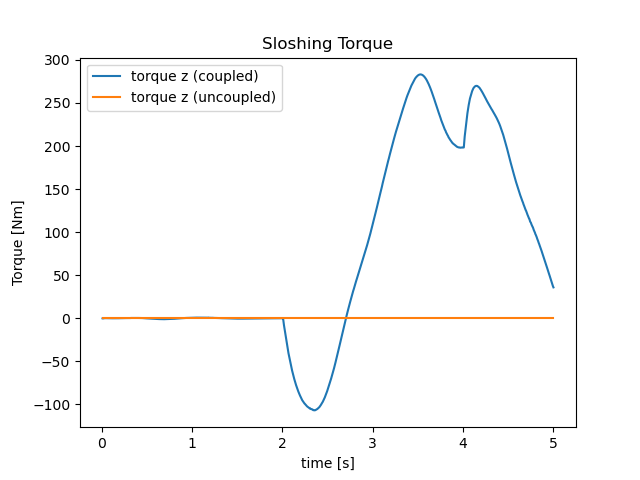 Sloshing Torque
torque z (coupled)
torque z (uncoupled)
Torque [Nm]
300
250
200
150
100
50
0
−50
−100
0 1 2 3 4 5
time [s]